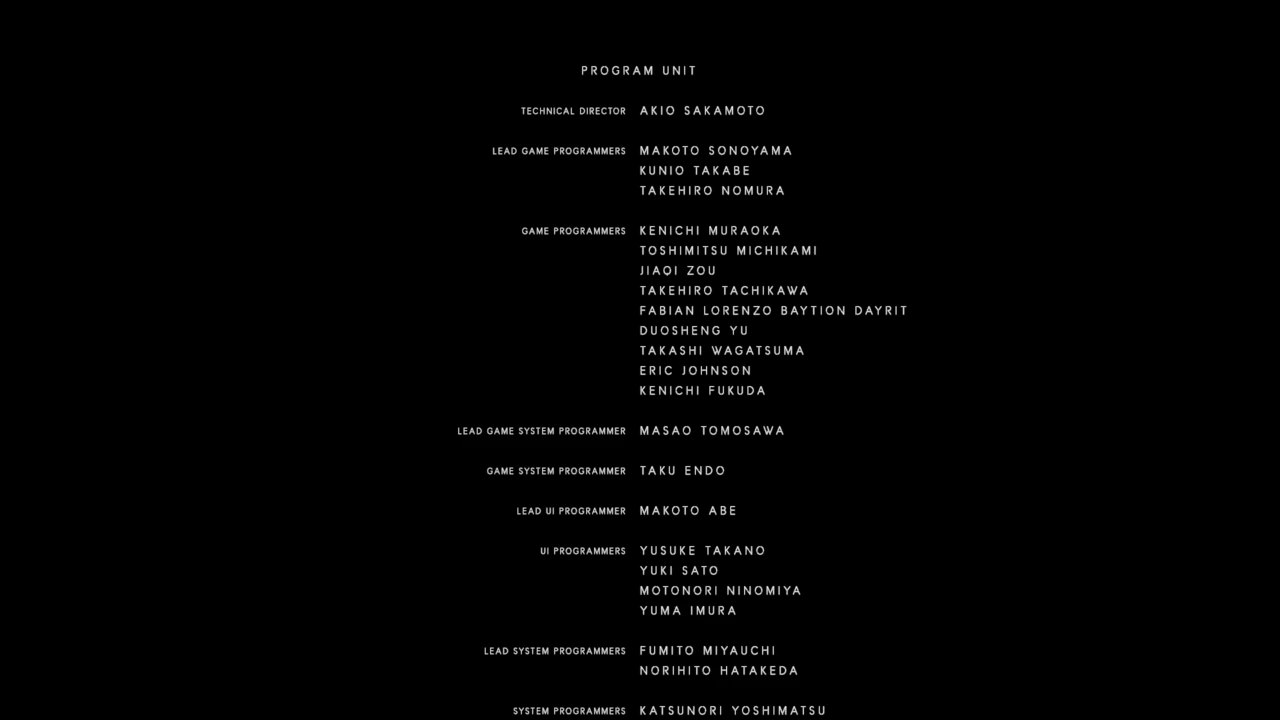 PROGRAM UNIT
TECHNICAL DIRECTOR AKIO SAKAMOTO
LEAD GAME PROGRAMMERS MAKOTO SONOYAMA
KUNIO TAKABE
TAKEHIRO NOMURA
GAME PROGRAMMERS KENICHI MURAOKA
TOSHIMITSU MICHIKAMI
JIAQI ZOU
TAKEHIRO TACHIKAWA
FABIAN LORENZO BAYTION DAYRIT
DUOSHENG YU
TAKASHI WAGATSUMA
ERIC JOHNSON
KENICHI FUKUDA
LEAD GAME SYSTEM PROGRAMMER MASAO TOMOSAWA
GAME SYSTEM PROGRAMMER TAKU ENDO
LEAD UI PROGRAMMER MAKOTO ABE
UI PROGRAMMERS YUSUKE TAKANO
YUKI SATO
MOTONORI NINOMIYA
YUMA IMURA
LEAD SYSTEM PROGRAMMERS FUMITO MIYAUCHI
NORIHITO HATAKEDA
SYSTEM PROGRAMMERS KATSUNORI YOSHIMATSU